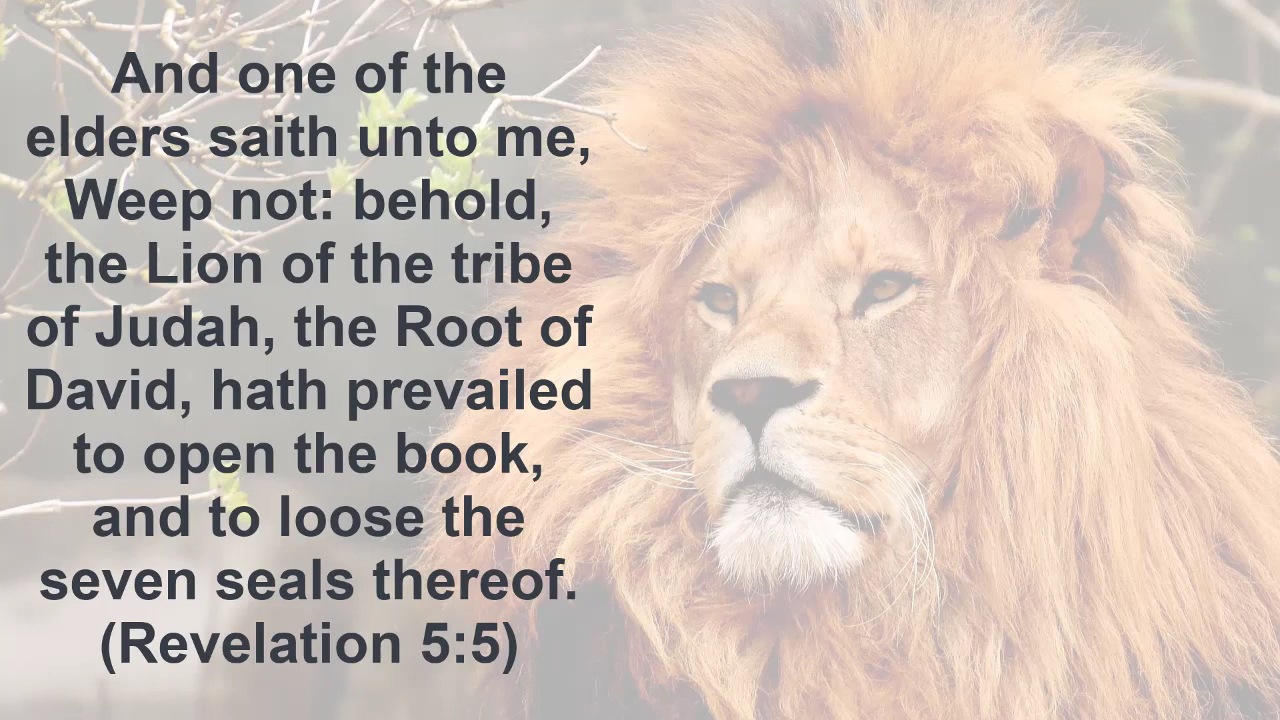 And one of the
elders saith unto me,
Weep not: behold,
the Lion of the tribe
of Judah, the Root of
David, hath prevailed
to open the book,
and to loose the
seven seals thereof.
(Revelation 5:5)